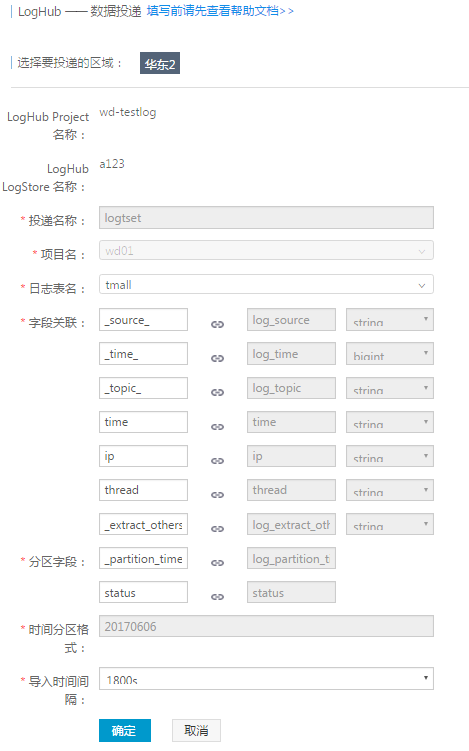 LogHub —— 数据投递 填写前请先查看帮助文档>>
选择要投递的区域： 华东2
LogHub Project wd-testlog
名称：
LogHub a123
LogStore 名称：
* 投递名称： logtset
* 项目名： wd01
* 日志表名： tmall
* 字段关联： _source_ log_source string
_time_ log_time bigint
_topic_ log_topic string
time time string
ip ip string
thread thread string
_extract_others log_extract_oth string
* 分区字段： _partition_time log_partition_t
status status
* 时间分区格 20170606
式：
* 导入时间间 1800s
隔：
确定 取消